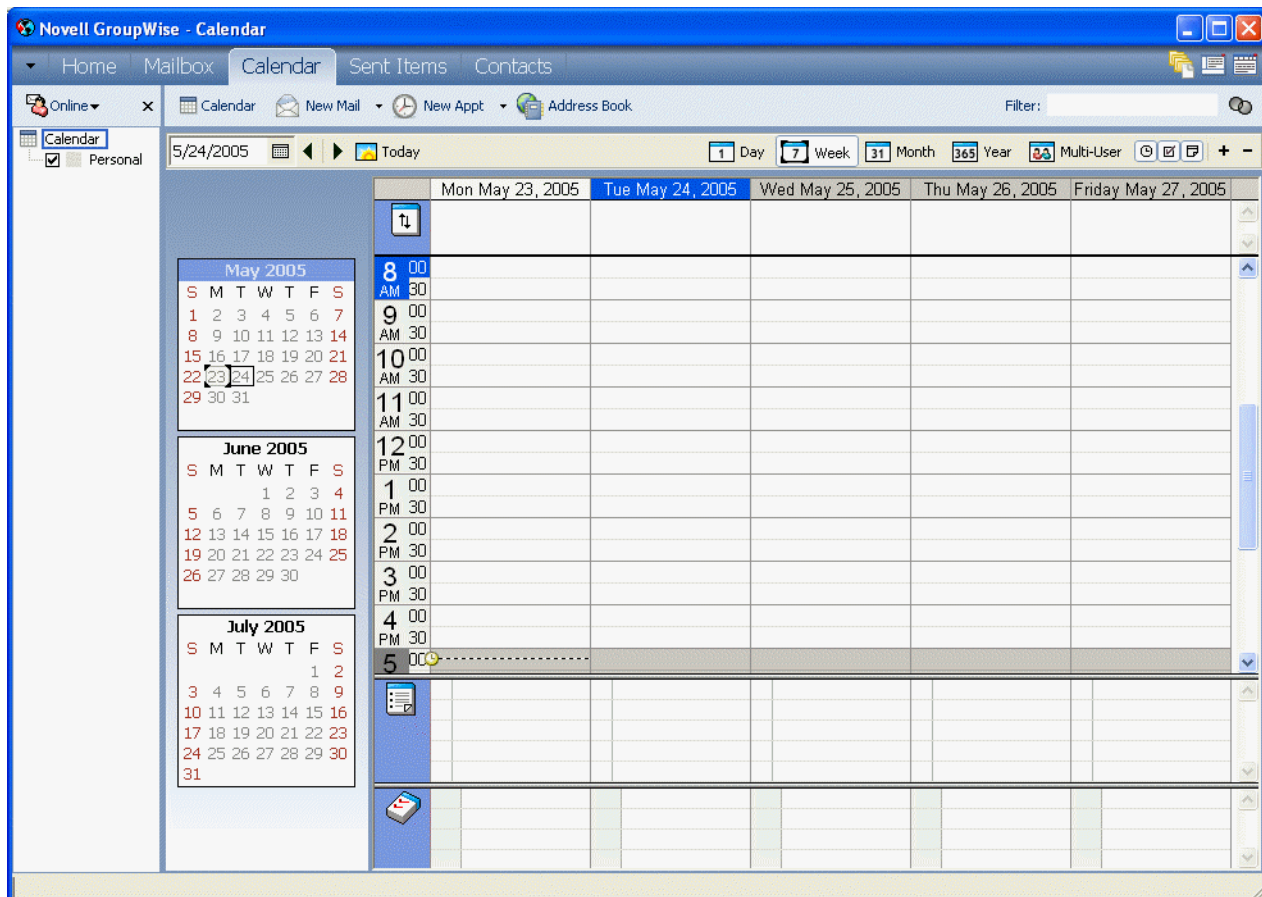 Novell GroupWise - Calendar
Home Mailbox Calendar Sent Items Contacts
Online Calendar New Mail New Appt Address Book Filter:
Calendar
Personal
5/24/2005 Today 1 Day 7 Week 31 Month 365 Year Multi-User + -
Mon May 23, 2005 Tue May 24, 2005 Wed May 25, 2005 Thu May 26, 2005 Friday May 27, 2005
May 2005
S M T W T F S
1 2 3 4 5 6 7
8 9 10 11 12 13 14
15 16 17 18 19 20 21
22 23 24 25 26 27 28
29 30 31
June 2005
S M T W T F S
1 2 3 4
5 6 7 8 9 10 11
12 13 14 15 16 17 18
19 20 21 22 23 24 25
26 27 28 29 30
July 2005
S M T W T F S
1 2
3 4 5 6 7 8 9
10 11 12 13 14 15 16
17 18 19 20 21 22 23
24 25 26 27 28 29 30
31
8 00
AM 30
9 00
AM 30
10 00
AM 30
11 00
AM 30
12 00
PM 30
1 00
PM 30
2 00
PM 30
3 00
PM 30
4 00
PM 30
5 00